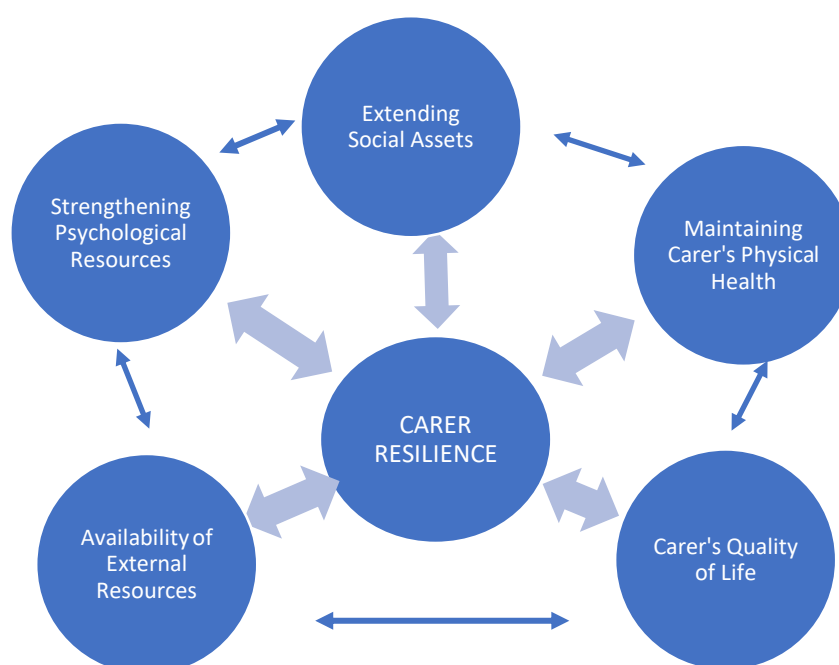 Extending
Social Assets
Strengthening
Psychological
Resources
Maintaining
Carer's Physical
Health
CARER
RESILIENCE
Availability of
External
Resources
Carer's Quality
of Life